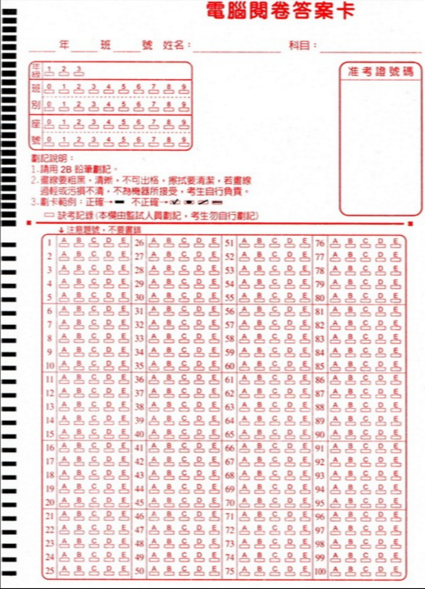 電腦閱卷答案卡
年 班 號 姓名： 科目：
年級 1 2 3
班別 0 1 2 3 4 5 6 7 8 9
0 1 2 3 4 5 6 7 8 9
座號 0 1 2 3 4 5 6 7 8 9
0 1 2 3 4 5 6 7 8 9
准考證號碼
劃記說明：
1.請用 2B 鉛筆劃記。
2.畫線要粗黑、清晰，不可出格，擦拭要清潔，若畫線
過輕或污損不清，不為機器所接受，考生自行負責。
3.劃卡範例：正確→ 不正確→
缺考記錄(本欄由監試人員劃記，考生勿自行劃記)
↓注意題號，不要畫錯
1 A B C D E 26 A B C D E 51 A B C D E 76 A B C D E
2 A B C D E 27 A B C D E 52 A B C D E 77 A B C D E
3 A B C D E 28 A B C D E 53 A B C D E 78 A B C D E
4 A B C D E 29 A B C D E 54 A B C D E 79 A B C D E
5 A B C D E 30 A B C D E 55 A B C D E 80 A B C D E
6 A B C D E 31 A B C D E 56 A B C D E 81 A B C D E
7 A B C D E 32 A B C D E 57 A B C D E 82 A B C D E
8 A B C D E 33 A B C D E 58 A B C D E 83 A B C D E
9 A B C D E 34 A B C D E 59 A B C D E 84 A B C D E
10 A B C D E 35 A B C D E 60 A B C D E 85 A B C D E
11 A B C D E 36 A B C D E 61 A B C D E 86 A B C D E
12 A B C D E 37 A B C D E 62 A B C D E 87 A B C D E
13 A B C D E 38 A B C D E 63 A B C D E 88 A B C D E
14 A B C D E 39 A B C D E 64 A B C D E 89 A B C D E
15 A B C D E 40 A B C D E 65 A B C D E 90 A B C D E
16 A B C D E 41 A B C D E 66 A B C D E 91 A B C D E
17 A B C D E 42 A B C D E 67 A B C D E 92 A B C D E
18 A B C D E 43 A B C D E 68 A B C D E 93 A B C D E
19 A B C D E 44 A B C D E 69 A B C D E 94 A B C D E
20 A B C D E 45 A B C D E 70 A B C D E 95 A B C D E
21 A B C D E 46 A B C D E 71 A B C D E 96 A B C D E
22 A B C D E 47 A B C D E 72 A B C D E 97 A B C D E
23 A B C D E 48 A B C D E 73 A B C D E 98 A B C D E
24 A B C D E 49 A B C D E 74 A B C D E 99 A B C D E
25 A B C D E 50 A B C D E 75 A B C D E 100 A B C D E